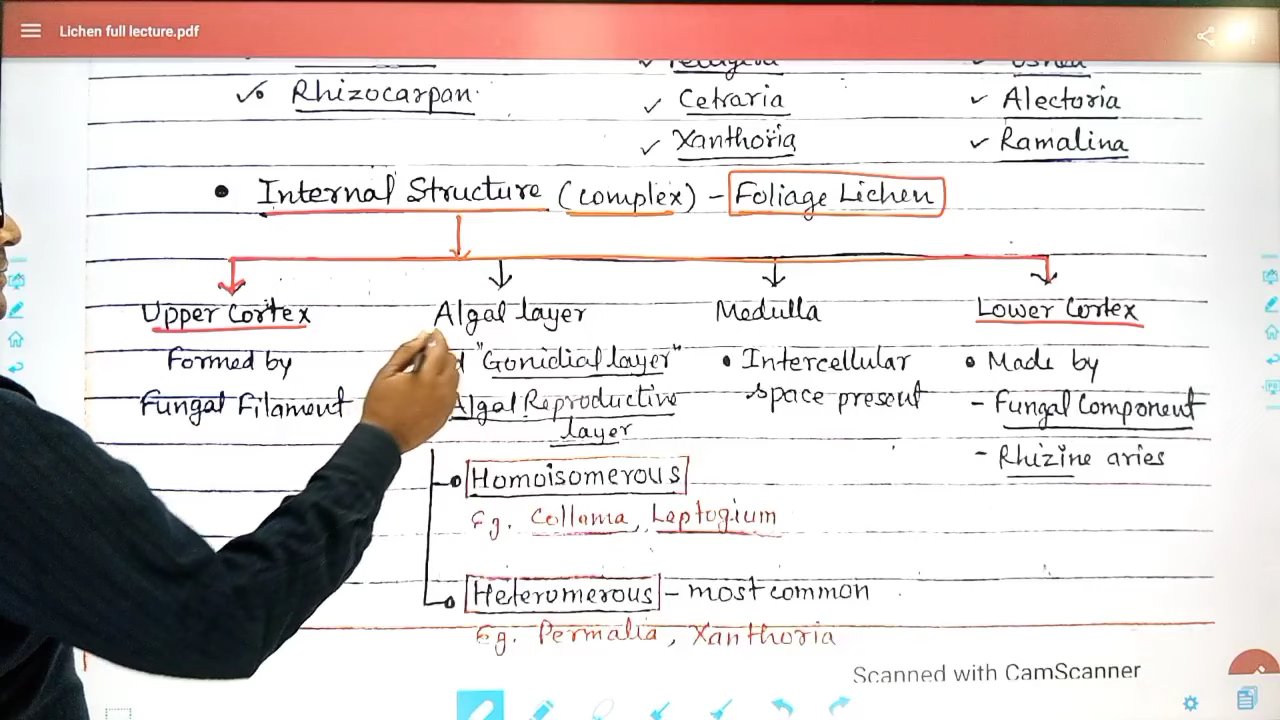 Lichen full lecture.pdf
Rhizocarpan
Cetraria
Alectoria
Xanthoria
Ramalina
Internal Structure (complex) - Foliage Lichen
Upper Cortex
Formed by
Fungal Filament
Algal layer
"Gonidial layer"
Algal Reproductive
layer
Homoisomerous
Eg. Collama, Leptogium
Heteromerous - most common
Eg. Permalia, Xanthoria
Medulla
Intercellular
space present
Lower Cortex
Made by
- Fungal Component
- Rhizine aries
Scanned with CamScanner